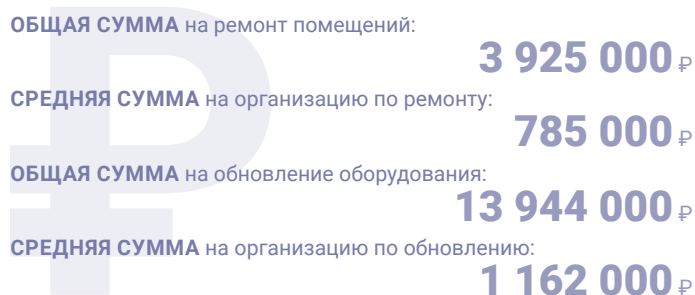 ОБЩАЯ СУММА на ремонт помещений:
3 925 000 ₽
СРЕДНЯЯ СУММА на организацию по ремонту:
785 000 ₽
ОБЩАЯ СУММА на обновление оборудования:
13 944 000 ₽
СРЕДНЯЯ СУММА на организацию по обновлению:
1 162 000 ₽